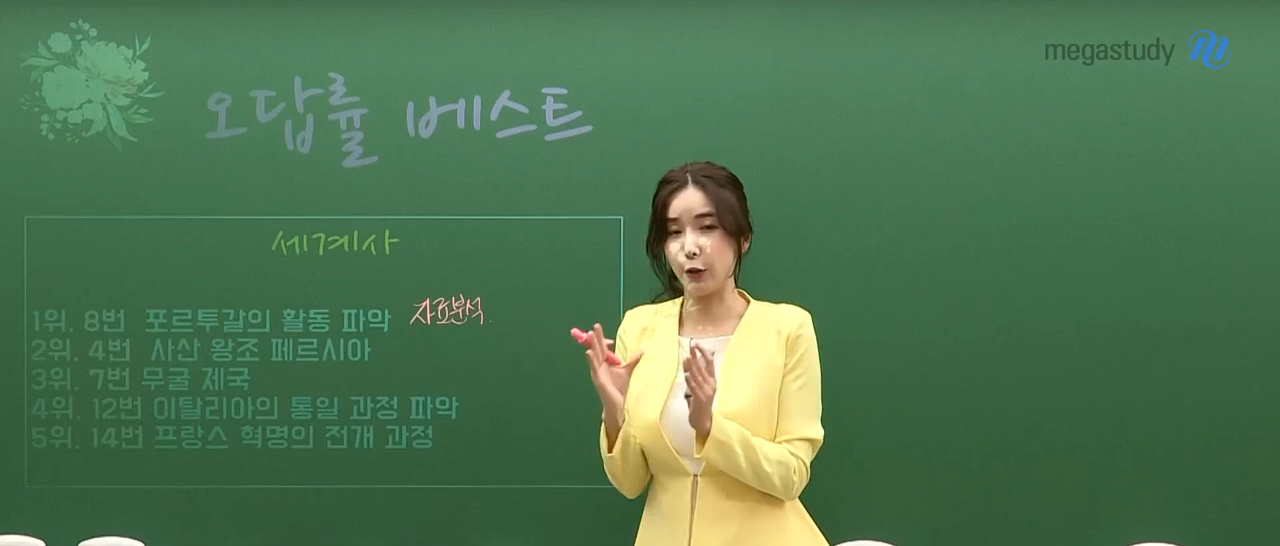 megastudy
오답률 베스트
세계사
1위. 8번 포르투갈의 활동 파악 자료분석.
2위. 4번 사산 왕조 페르시아
3위. 7번 무굴 제국
4위. 12번 이탈리아의 통일 과정 파악
5위. 14번 프랑스 혁명의 전개 과정